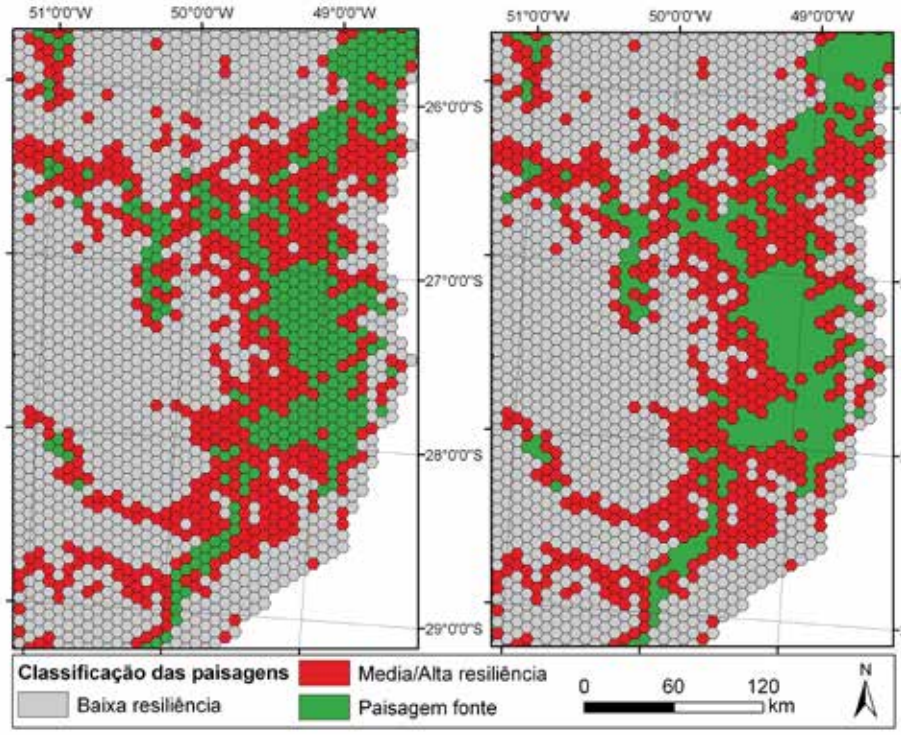 51°0'0"W 50°0'0"W 49°0'0"W 51°0'0"W 50°0'0"W 49°0'0"W
26°0'0"S
27°0'0"S
28°0'0"S
29°0'0"S
Classificação das paisagens
Baixa resiliência
Media/Alta resiliência
Paisagem fonte
0 60 120
km
N